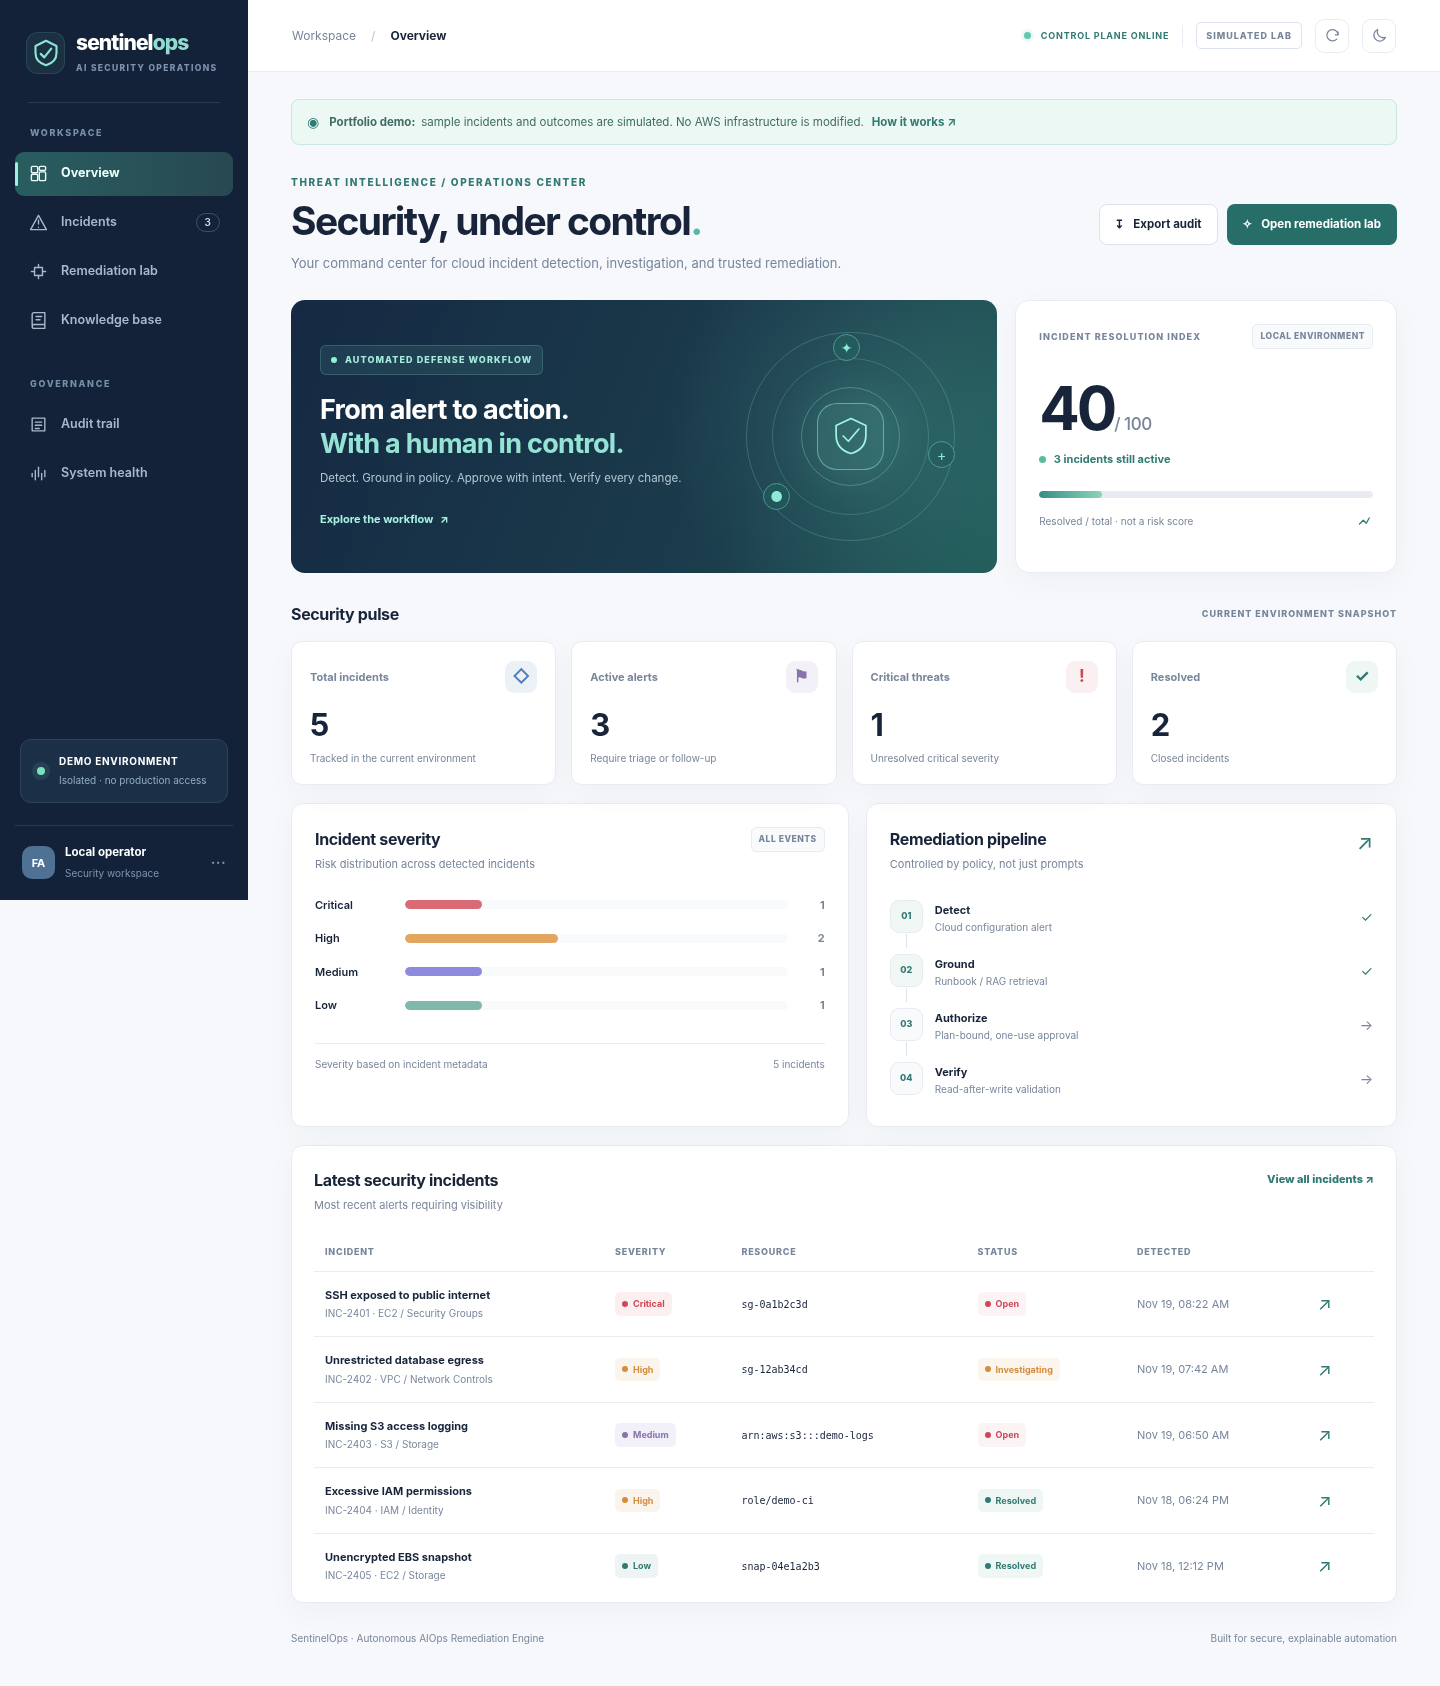 sentinelops
AI SECURITY OPERATIONS
WORKSPACE
Overview
Incidents 3
Remediation lab
Knowledge base
GOVERNANCE
Audit trail
System health
DEMO ENVIRONMENT
Isolated · no production access
FA
Local operator
Security workspace
Workspace / Overview
CONTROL PLANE ONLINE
SIMULATED LAB
Portfolio demo: sample incidents and outcomes are simulated. No AWS infrastructure is modified. How it works ↗
THREAT INTELLIGENCE / OPERATIONS CENTER
Security, under control.
Your command center for cloud incident detection, investigation, and trusted remediation.
Export audit
Open remediation lab
AUTOMATED DEFENSE WORKFLOW
From alert to action.
With a human in control.
Detect. Ground in policy. Approve with intent. Verify every change.
Explore the workflow ↗
INCIDENT RESOLUTION INDEX
LOCAL ENVIRONMENT
40 / 100
3 incidents still active
Resolved / total · not a risk score
Security pulse
CURRENT ENVIRONMENT SNAPSHOT
Total incidents
5
Tracked in the current environment
Active alerts
3
Require triage or follow-up
Critical threats
!
1
Unresolved critical severity
Resolved
2
Closed incidents
Incident severity
ALL EVENTS
Risk distribution across detected incidents
Critical 1
High 2
Medium 1
Low 1
Severity based on incident metadata
5 incidents
Remediation pipeline
Controlled by policy, not just prompts
01 Detect
Cloud configuration alert
02 Ground
Runbook / RAG retrieval
03 Authorize
Plan-bound, one-use approval
04 Verify
Read-after-write validation
Latest security incidents
View all incidents ↗
Most recent alerts requiring visibility
INCIDENT SEVERITY RESOURCE STATUS DETECTED
SSH exposed to public internet
INC-2401 · EC2 / Security Groups
Critical sg-0a1b2c3d Open Nov 19, 08:22 AM
Unrestricted database egress
INC-2402 · VPC / Network Controls
High sg-12ab34cd Investigating Nov 19, 07:42 AM
Missing S3 access logging
INC-2403 · S3 / Storage
Medium arn:aws:s3:::demo-logs Open Nov 19, 06:50 AM
Excessive IAM permissions
INC-2404 · IAM / Identity
High role/demo-ci Resolved Nov 18, 06:24 PM
Unencrypted EBS snapshot
INC-2405 · EC2 / Storage
Low snap-04e1a2b3 Resolved Nov 18, 12:12 PM
SentinelOps · Autonomous AIOps Remediation Engine
Built for secure, explainable automation